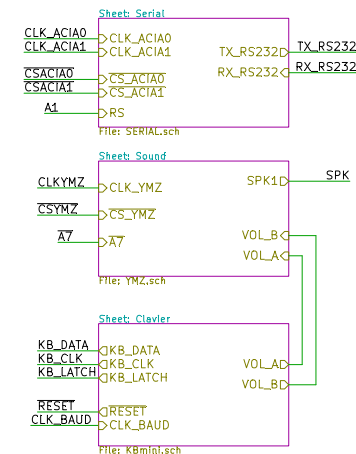 Sheet: Serial
CLK_ACIA0 CLK_ACIA0 TX_RS232 TX_RS232
CLK_ACIA1 CLK_ACIA1 RX_RS232 RX_RS232
CSACIA0 CS_ACIA0
CSACIA1 CS_ACIA1
A1 RS
File: SERIAL.sch
Sheet: Sound
CLKYMZ CLK_YMZ SPK1 SPK
CSYMZ CS_YMZ
VOL_B
A7 A7
VOL_A
File: YMZ.sch
Sheet: Clavier
KB_DATA KB_DATA
KB_CLK KB_CLK VOL_A
KB_LATCH KB_LATCH VOL_B
RESET RESET
CLK_BAUD CLK_BAUD
File: KBmini.sch